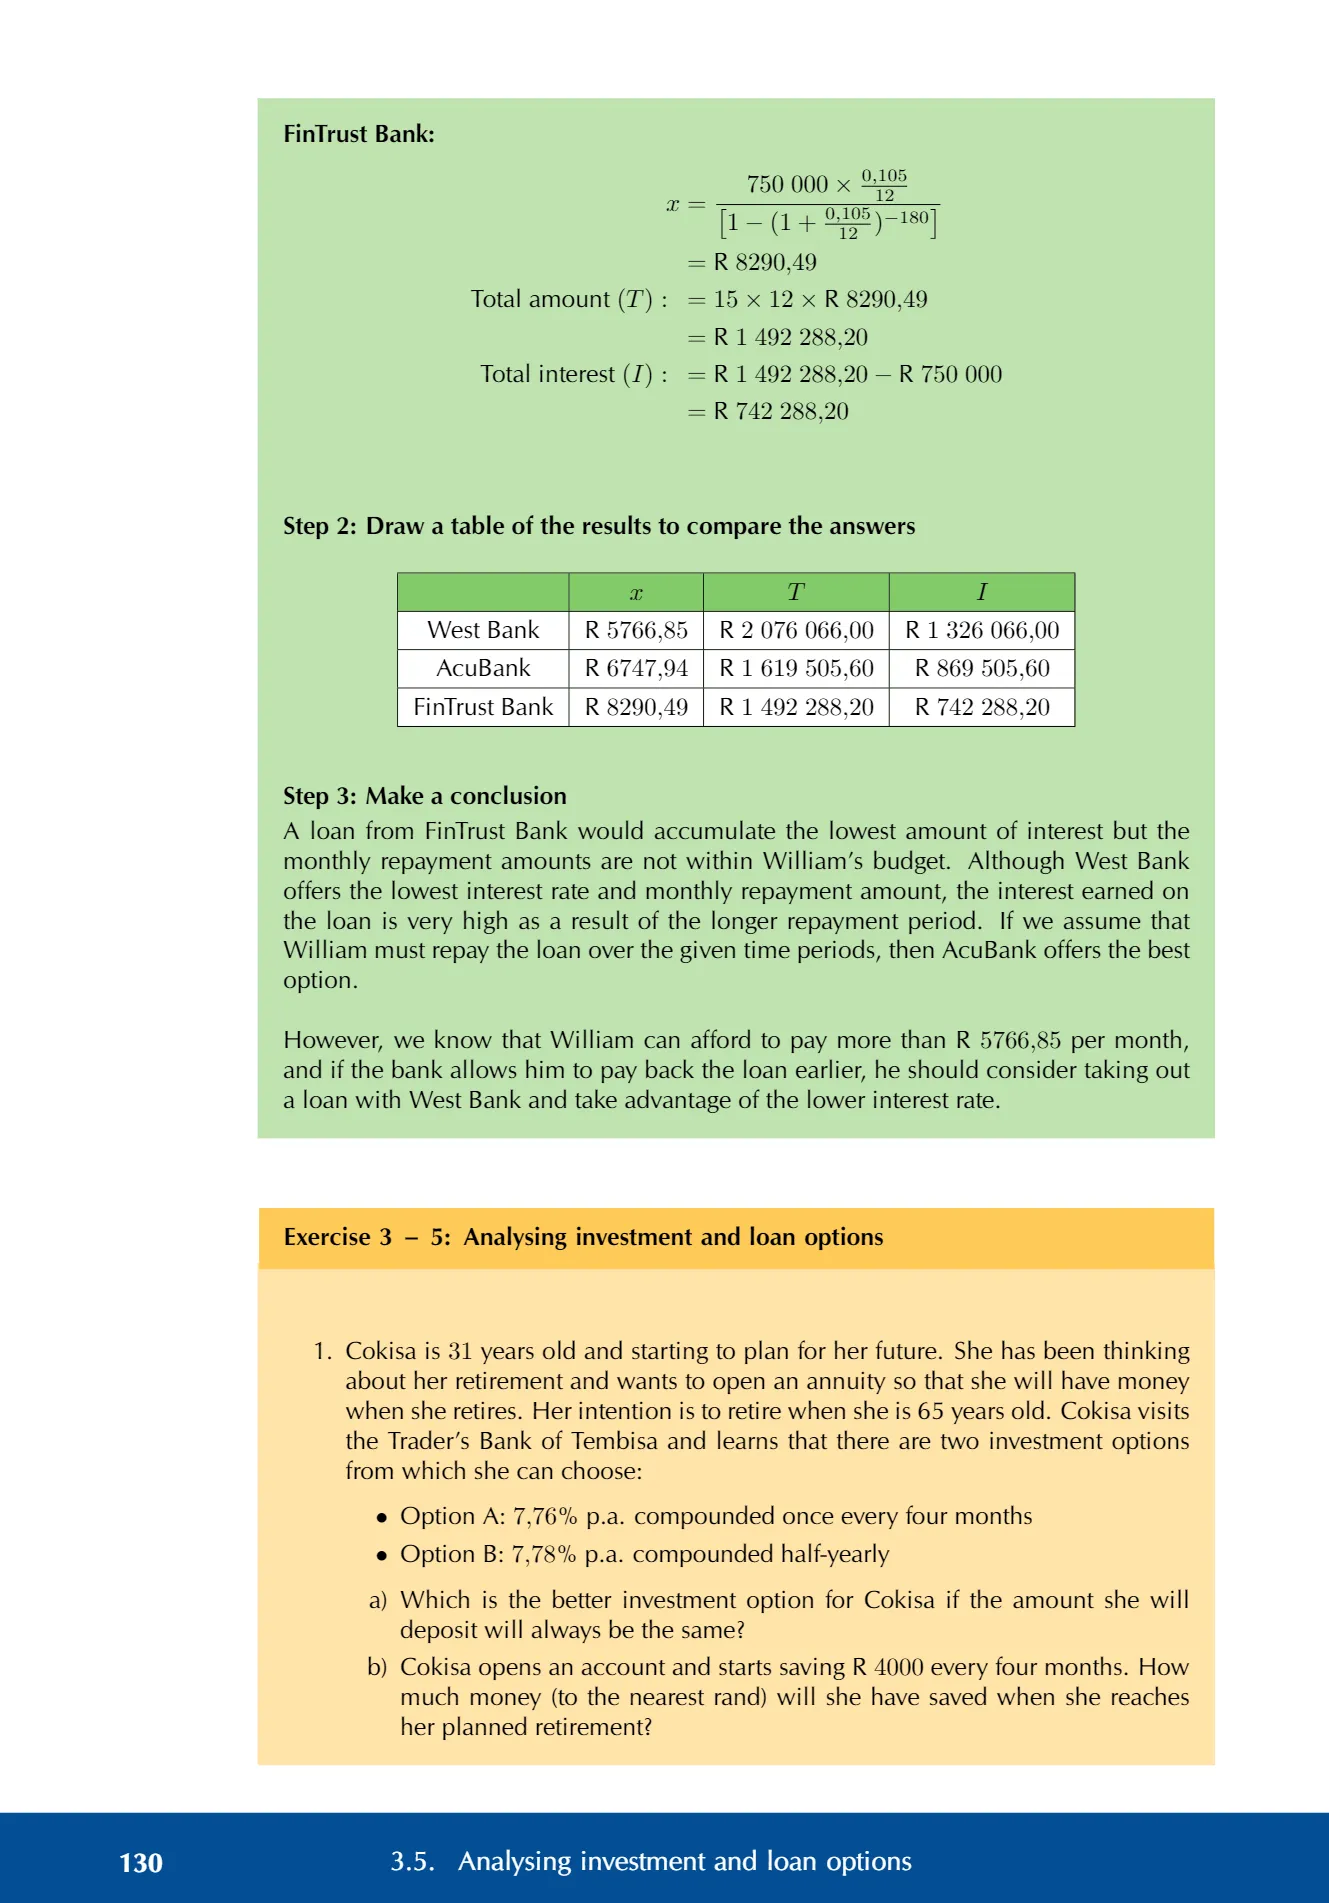 FinTrust Bank:
x = 750 000 × 0,105/12 / [1 − (1 + 0,105/12)^−180]
= R 8290,49
Total amount (T) : = 15 × 12 × R 8290,49
= R 1 492 288,20
Total interest (I) : = R 1 492 288,20 − R 750 000
= R 742 288,20
Step 2: Draw a table of the results to compare the answers
x T I
West Bank R 5766,85 R 2 076 066,00 R 1 326 066,00
AcuBank R 6747,94 R 1 619 505,60 R 869 505,60
FinTrust Bank R 8290,49 R 1 492 288,20 R 742 288,20
Step 3: Make a conclusion
A loan from FinTrust Bank would accumulate the lowest amount of interest but the
monthly repayment amounts are not within William’s budget. Although West Bank
offers the lowest interest rate and monthly repayment amount, the interest earned on
the loan is very high as a result of the longer repayment period. If we assume that
William must repay the loan over the given time periods, then AcuBank offers the best
option.
However, we know that William can afford to pay more than R 5766,85 per month,
and if the bank allows him to pay back the loan earlier, he should consider taking out
a loan with West Bank and take advantage of the lower interest rate.
Exercise 3 – 5: Analysing investment and loan options
1. Cokisa is 31 years old and starting to plan for her future. She has been thinking
about her retirement and wants to open an annuity so that she will have money
when she retires. Her intention is to retire when she is 65 years old. Cokisa visits
the Trader’s Bank of Tembisa and learns that there are two investment options
from which she can choose:
• Option A: 7,76% p.a. compounded once every four months
• Option B: 7,78% p.a. compounded half-yearly
a) Which is the better investment option for Cokisa if the amount she will
deposit will always be the same?
b) Cokisa opens an account and starts saving R 4000 every four months. How
much money (to the nearest rand) will she have saved when she reaches
her planned retirement?
130 3.5. Analysing investment and loan options